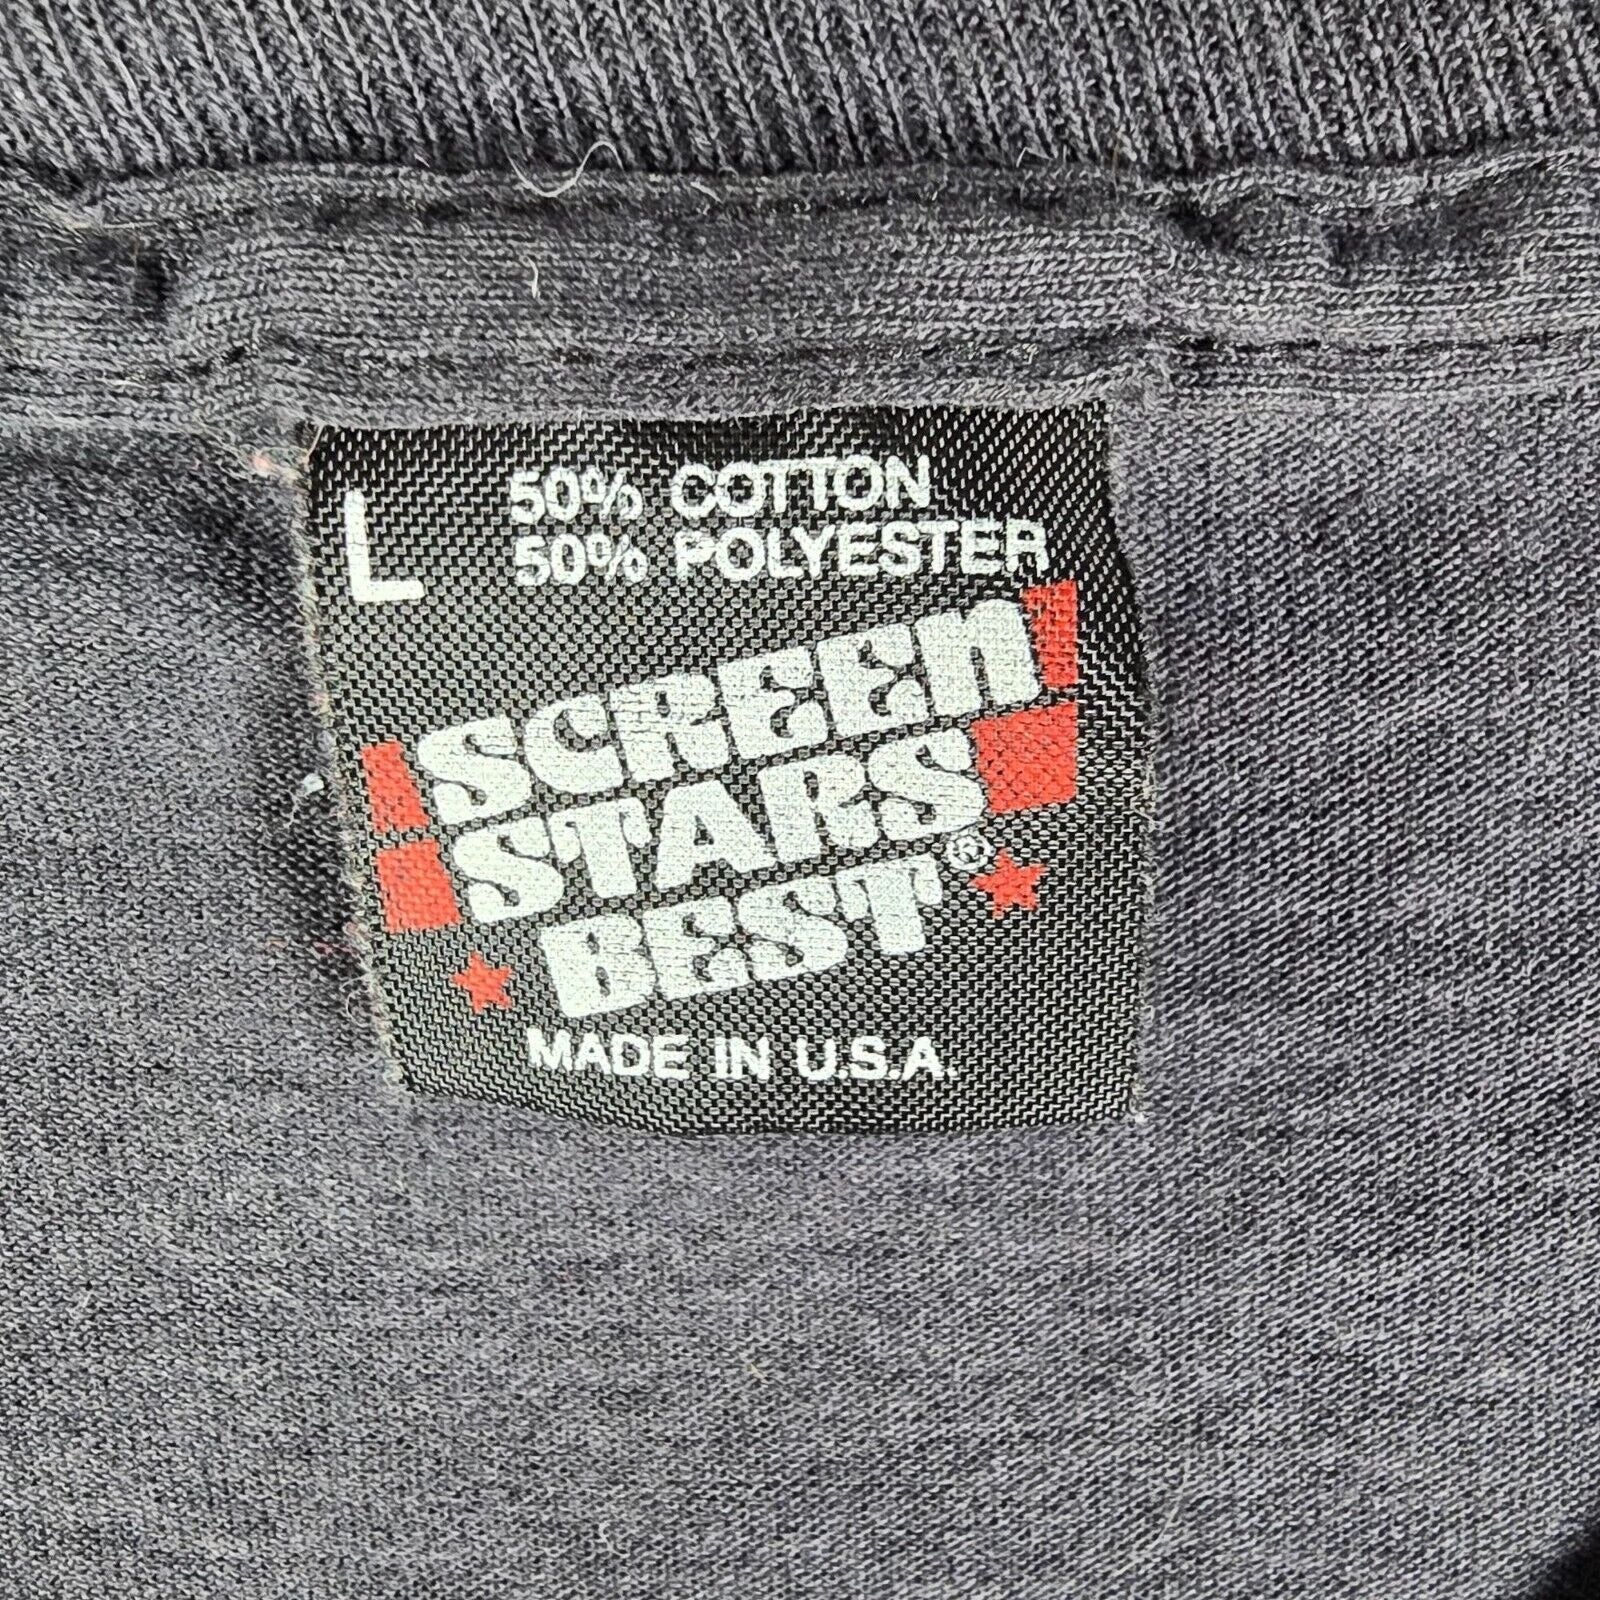 L
50% COTTON
50% POLYESTER
SCREEN
STARS
BEST®
MADE IN U.S.A.